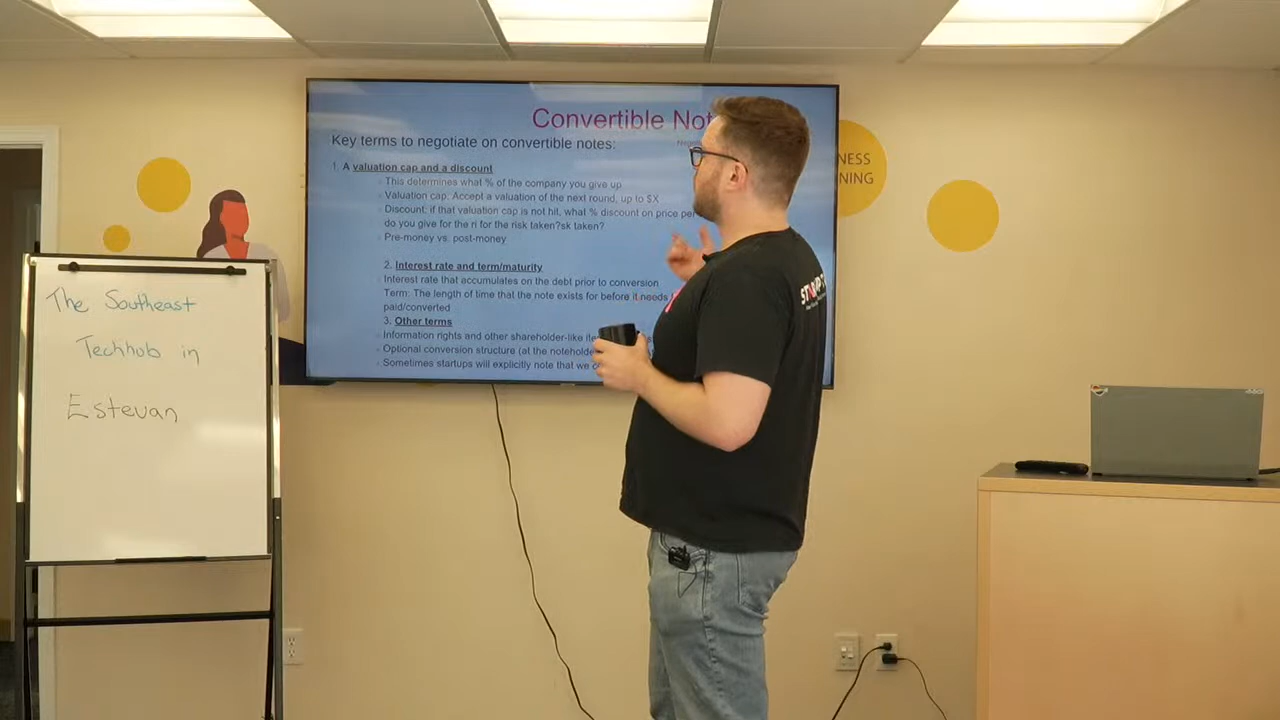 Convertible Not
Key terms to negotiate on convertible notes:
1. A valuation cap and a discount
This determines what % of the company you give up
Valuation cap: Accept a valuation of the next round, up to $X
Discount: if that valuation cap is not hit, what % discount on price per
do you give for the ri for the risk taken?sk taken?
Pre-money vs. post-money
2. Interest rate and term/maturity
Interest rate that accumulates on the debt prior to conversion
Term: The length of time that the note exists for before it needs
paid/converted
3. Other terms
Information rights and other shareholder-like
Optional conversion structure (at the noteholde
Sometimes startups will explicitly note that we
NESS
NING
The Southeast
Techhub in
Estevan